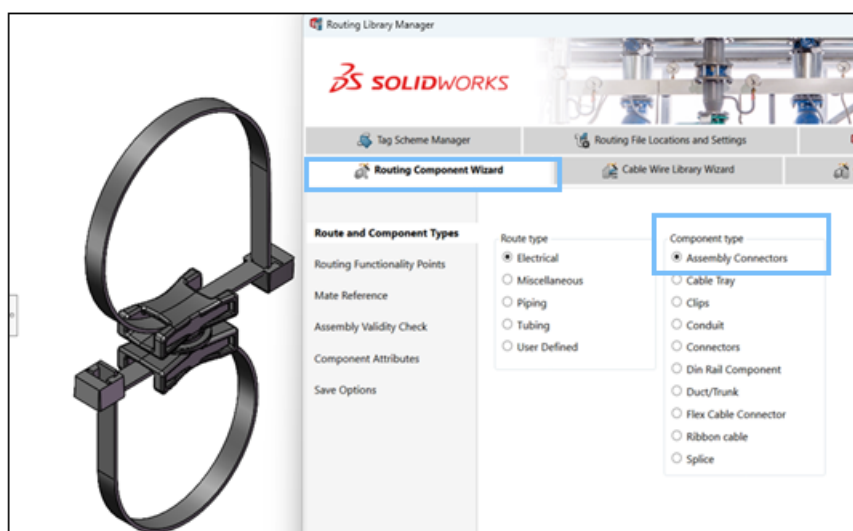 Routing Library Manager
SOLIDWORKS
Tag Scheme Manager
Routing File Locations and Settings
Routing Component Wizard
Cable Wire Library Wizard
Route and Component Types
Routing Functionality Points
Mate Reference
Assembly Validity Check
Component Attributes
Save Options
Route type
Electrical
Miscellaneous
Piping
Tubing
User Defined
Component type
Assembly Connectors
Cable Tray
Clips
Conduit
Connectors
Din Rail Component
Duct/Trunk
Flex Cable Connector
Ribbon cable
Splice